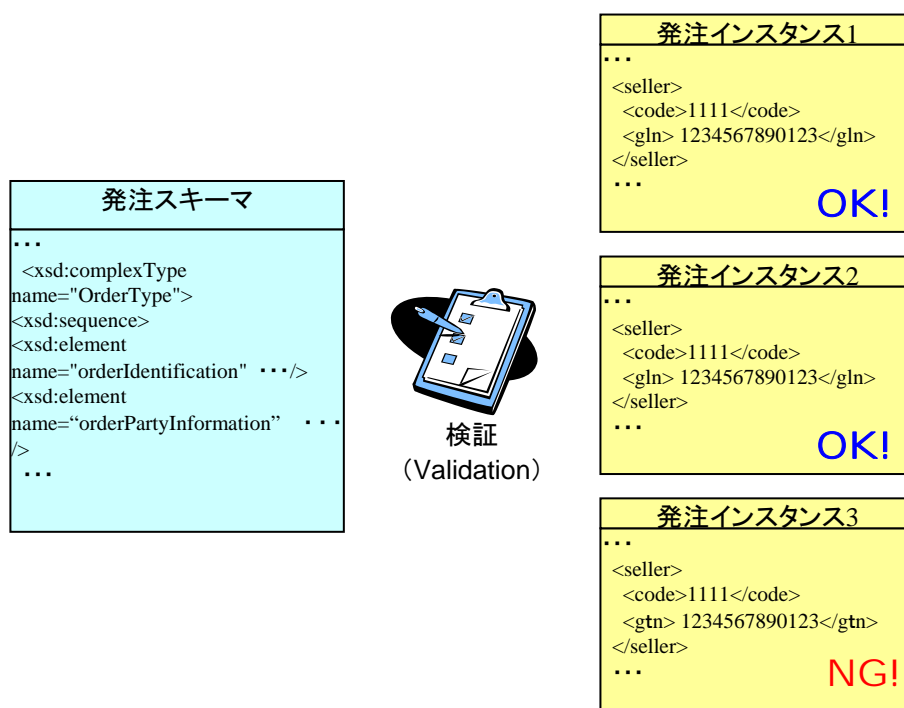 発注スキーマ
･･･
<xsd:complexType
name="OrderType">
<xsd:sequence>
<xsd:element
name="orderIdentification" ･･･/>
<xsd:element
name=“orderPartyInformation” ･･･
/>
･･･
検証
（Validation）
発注インスタンス1
･･･
<seller>
<code>1111</code>
<gln> 1234567890123</gln>
</seller>
･･･
OK!
発注インスタンス2
･･･
<seller>
<code>1111</code>
<gln> 1234567890123</gln>
</seller>
･･･
OK!
発注インスタンス3
･･･
<seller>
<code>1111</code>
<gtn> 1234567890123</gtn>
</seller>
･･･
NG!